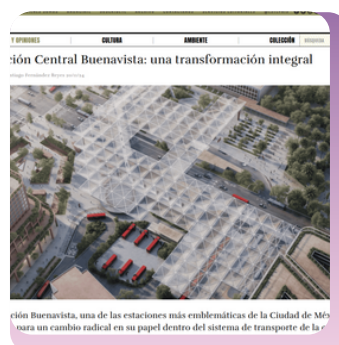 Y OPINIONES CULTURA AMBIENTE COLECCIÓN
ción Central Buenavista: una transformación integral
ción Buenavista, una de las estaciones más emblemáticas de la Ciudad de Méx
para un cambio radical en su papel dentro del sistema de transporte de la c